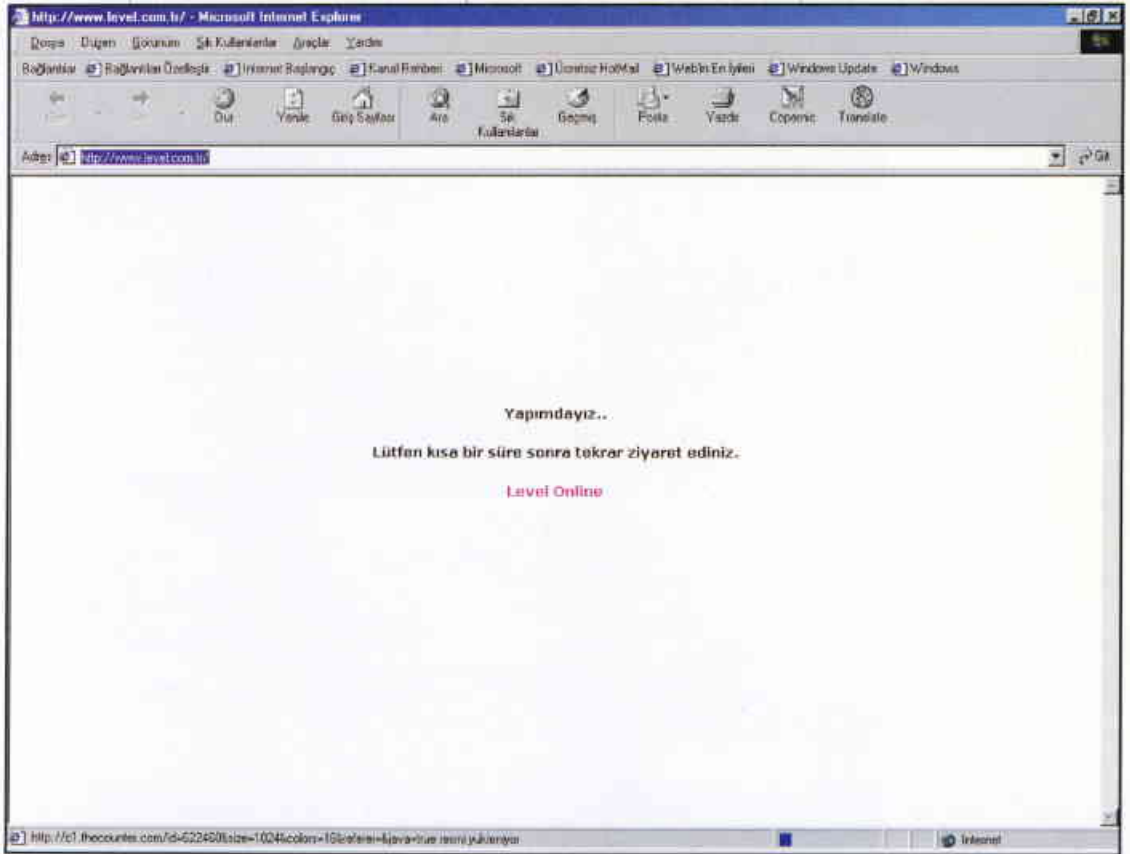 http://www.level.com.tr/ - Microsoft Internet Explorer
Dosya Düzen Görünüm Sık Kullanılanlar Araçlar Yardım
Bağlantılar Bağlantıları Özelleştir Internet Başlangıç Kanal Rehberi Microsoft Ücretsiz HotMail Web'in En İyileri Windows Update Windows
Dur Yenile Giriş Sayfası Ara Sık Kullanılanlar Geçmiş Posta Yazdır Copernic Translate
Adres http://www.level.com.tr/ Git
Yapımdayız..
Lütfen kısa bir süre sonra tekrar ziyaret ediniz.
Level Online
Internet